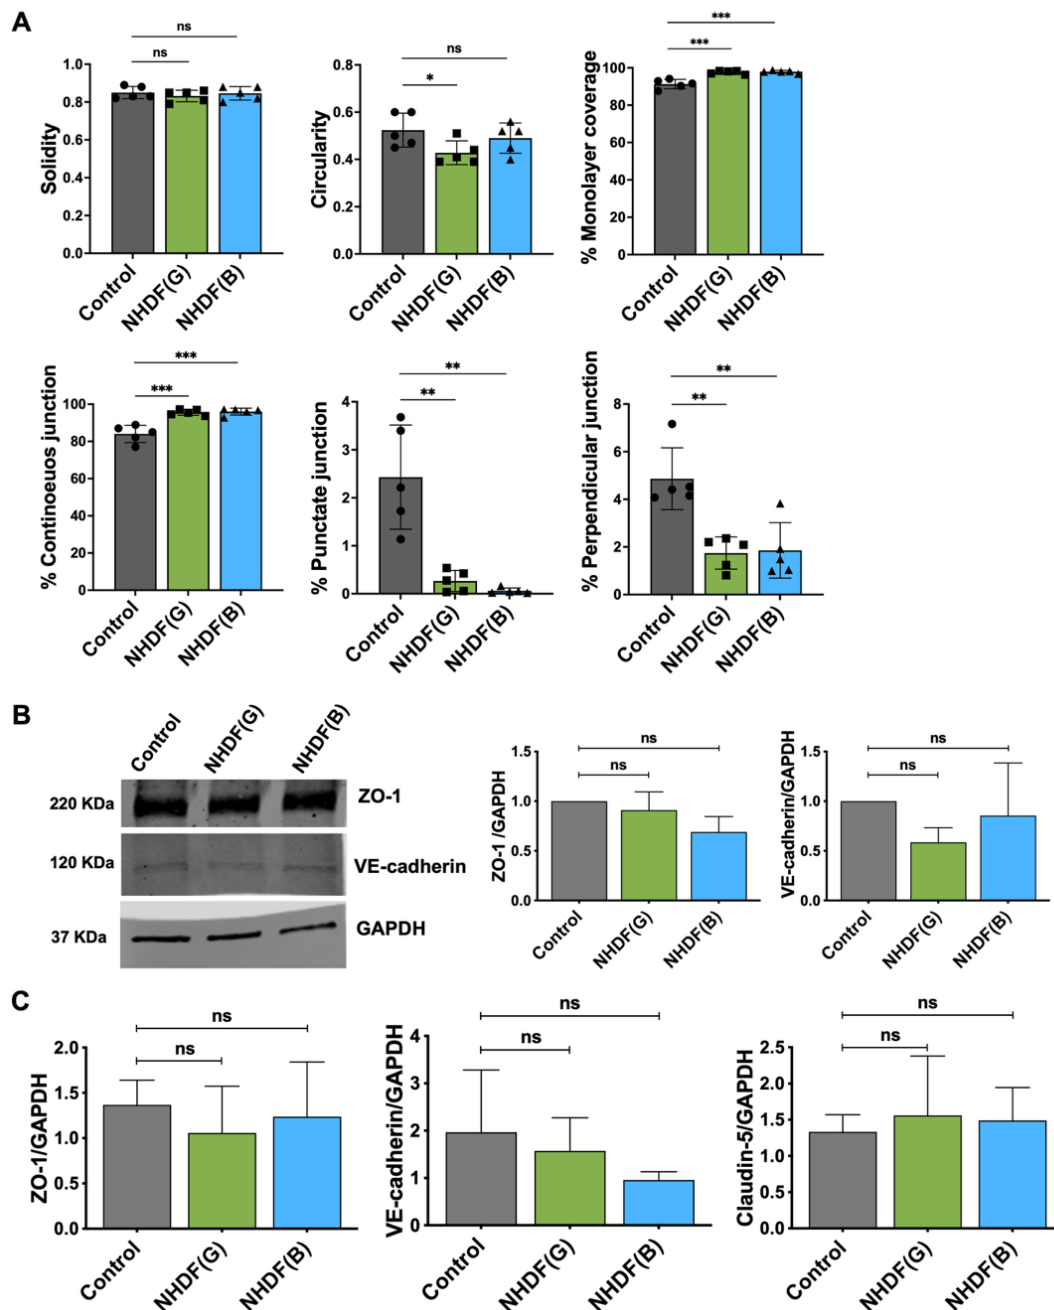 A
ns
ns
Solidity
1.0
0.8
0.6
0.4
0.2
0.0
Control
NHDF(G)
NHDF(B)
ns
*
Circularity
0.8
0.6
0.4
0.2
0.0
Control
NHDF(G)
NHDF(B)
***
***
% Monolayer coverage
100
80
60
40
20
0
Control
NHDF(G)
NHDF(B)
***
***
% Continoeuos junction
100
80
60
40
20
0
Control
NHDF(G)
NHDF(B)
**
**
% Punctate junction
4
3
2
1
0
Control
NHDF(G)
NHDF(B)
**
**
% Perpendicular junction
8
6
4
2
0
Control
NHDF(G)
NHDF(B)
B
Control
NHDF(G)
NHDF(B)
220 KDa
ZO-1
120 KDa
VE-cadherin
37 KDa
GAPDH
ns
ns
ZO-1 /GAPDH
1.5
1.0
0.5
0.0
Control
NHDF(G)
NHDF(B)
ns
ns
VE-cadherin/GAPDH
1.5
1.0
0.5
0.0
Control
NHDF(G)
NHDF(B)
C
ns
ns
ZO-1/GAPDH
2.0
1.5
1.0
0.5
0.0
Control
NHDF(G)
NHDF(B)
ns
ns
VE-cadherin/GAPDH
4
3
2
1
0
Control
NHDF(G)
NHDF(B)
ns
ns
Claudin-5/GAPDH
2.5
2.0
1.5
1.0
0.5
0.0
Control
NHDF(G)
NHDF(B)